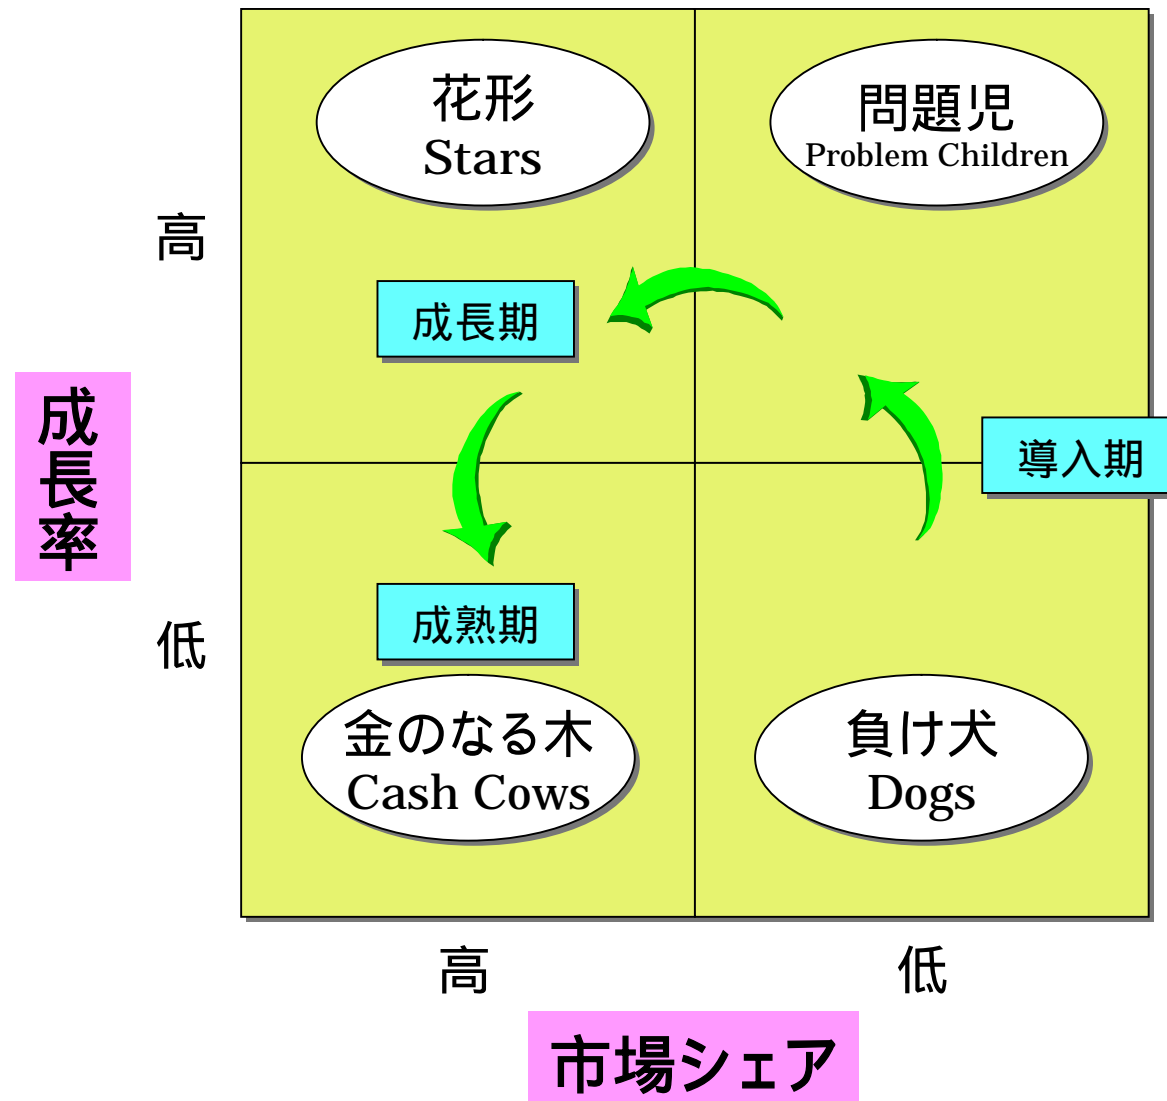 花形
Stars
問題児
Problem Children
高
成長期
成長率
導入期
低
成熟期
金のなる木
Cash Cows
負け犬
Dogs
高
低
市場シェア